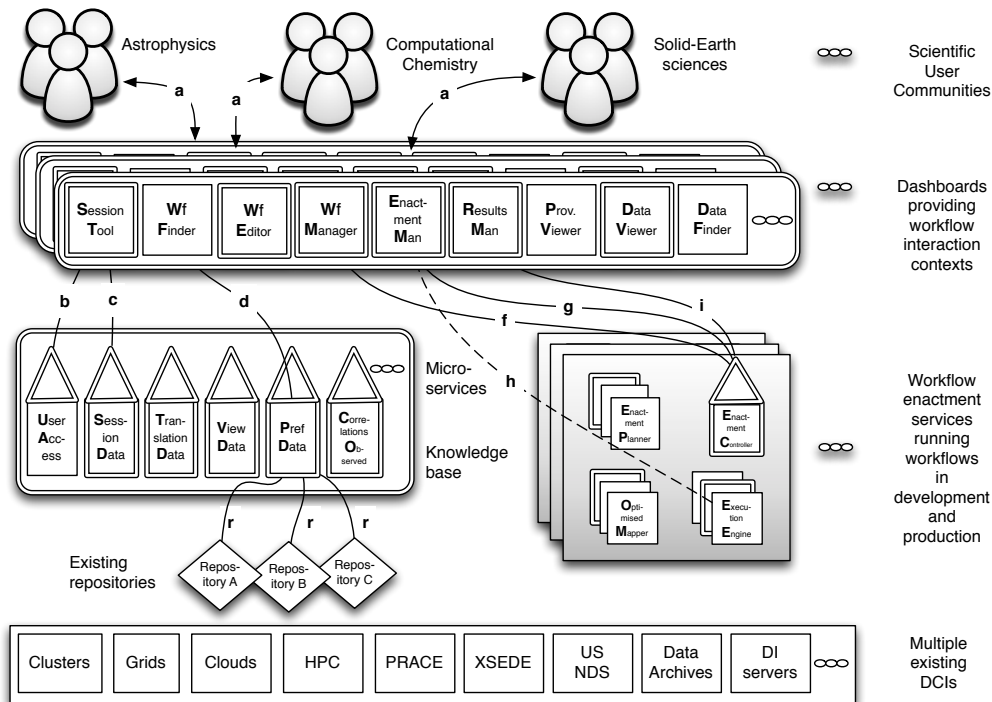 Astrophysics
Computational
Chemistry
Solid-Earth
sciences
Scientific
User
Communities
a
a
a
Session
Tool
Wf
Finder
Wf
Editor
Wf
Manager
Enact-
ment
Man
Results
Man
Prov.
Viewer
Data
Viewer
Data
Finder
Dashboards
providing
workflow
interaction
contexts
b
c
d
f
g
i
h
User
Acc-
ess
Sess-
ion
Data
Tran-
slation
Data
View
Data
Pref
Data
Corre-
lations
Ob-
served
Micro-
services
Knowledge
base
Enact-
ment
Planner
Enact-
ment
Controller
Opti-
mised
Mapper
Execu-
tion
Engine
Workflow
enactment
services
running
workflows
in
development
and
production
r
r
r
Existing
repositories
Repos-
itory A
Repos-
itory B
Repos-
itory C
Clusters
Grids
Clouds
HPC
PRACE
XSEDE
US
NDS
Data
Archives
DI
servers
Multiple
existing
DCIs